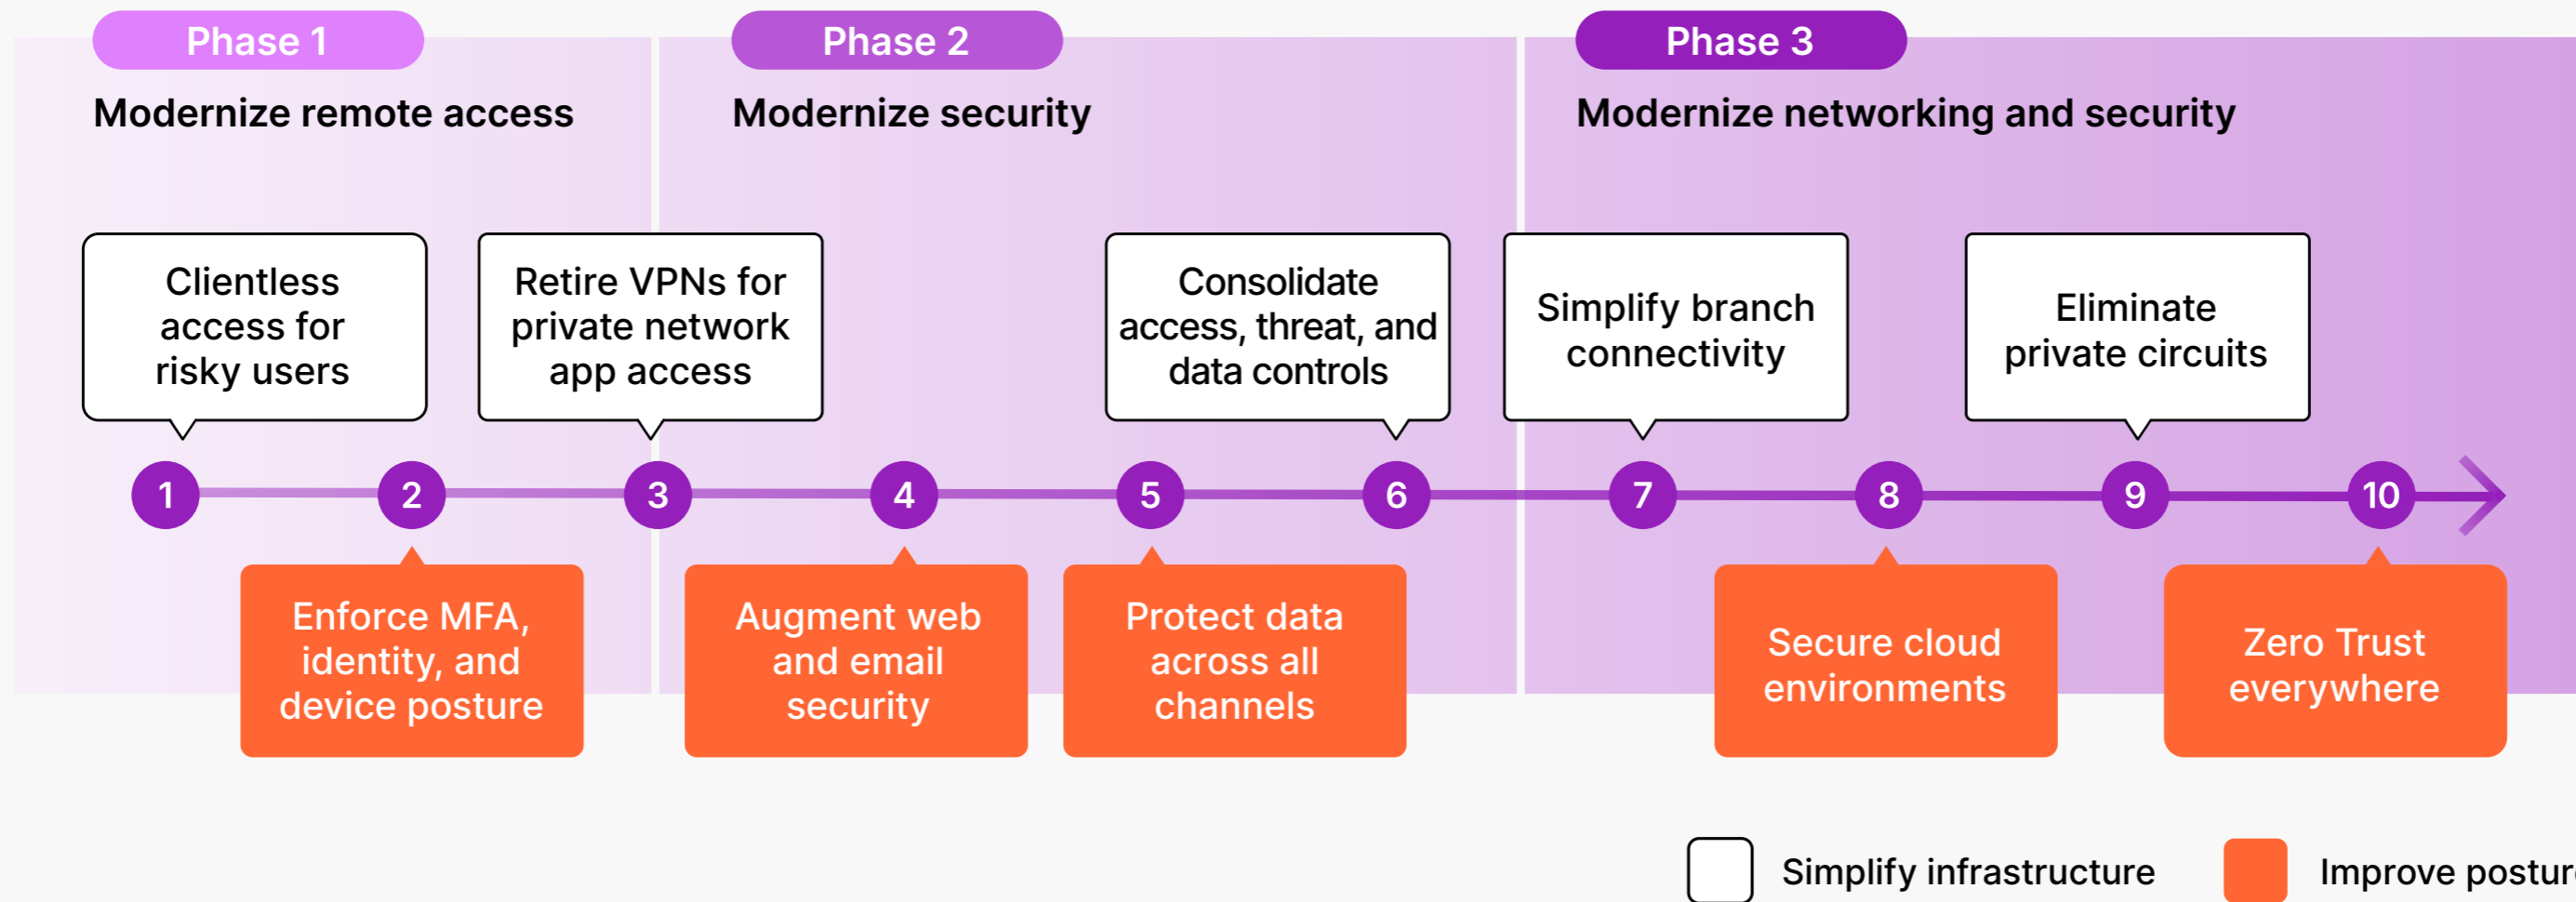 Phase 1
Modernize remote access
Phase 2
Modernize security
Phase 3
Modernize networking and security
Clientless
access for
risky users
Retire VPNs for
private network
app access
Consolidate
access, threat, and
data controls
Simplify branch
connectivity
Eliminate
private circuits
1
2
3
4
5
6
7
8
9
10
Enforce MFA,
identity, and
device posture
Augment web
and email
security
Protect data
across all
channels
Secure cloud
environments
Zero Trust
everywhere
Simplify infrastructure
Improve posture